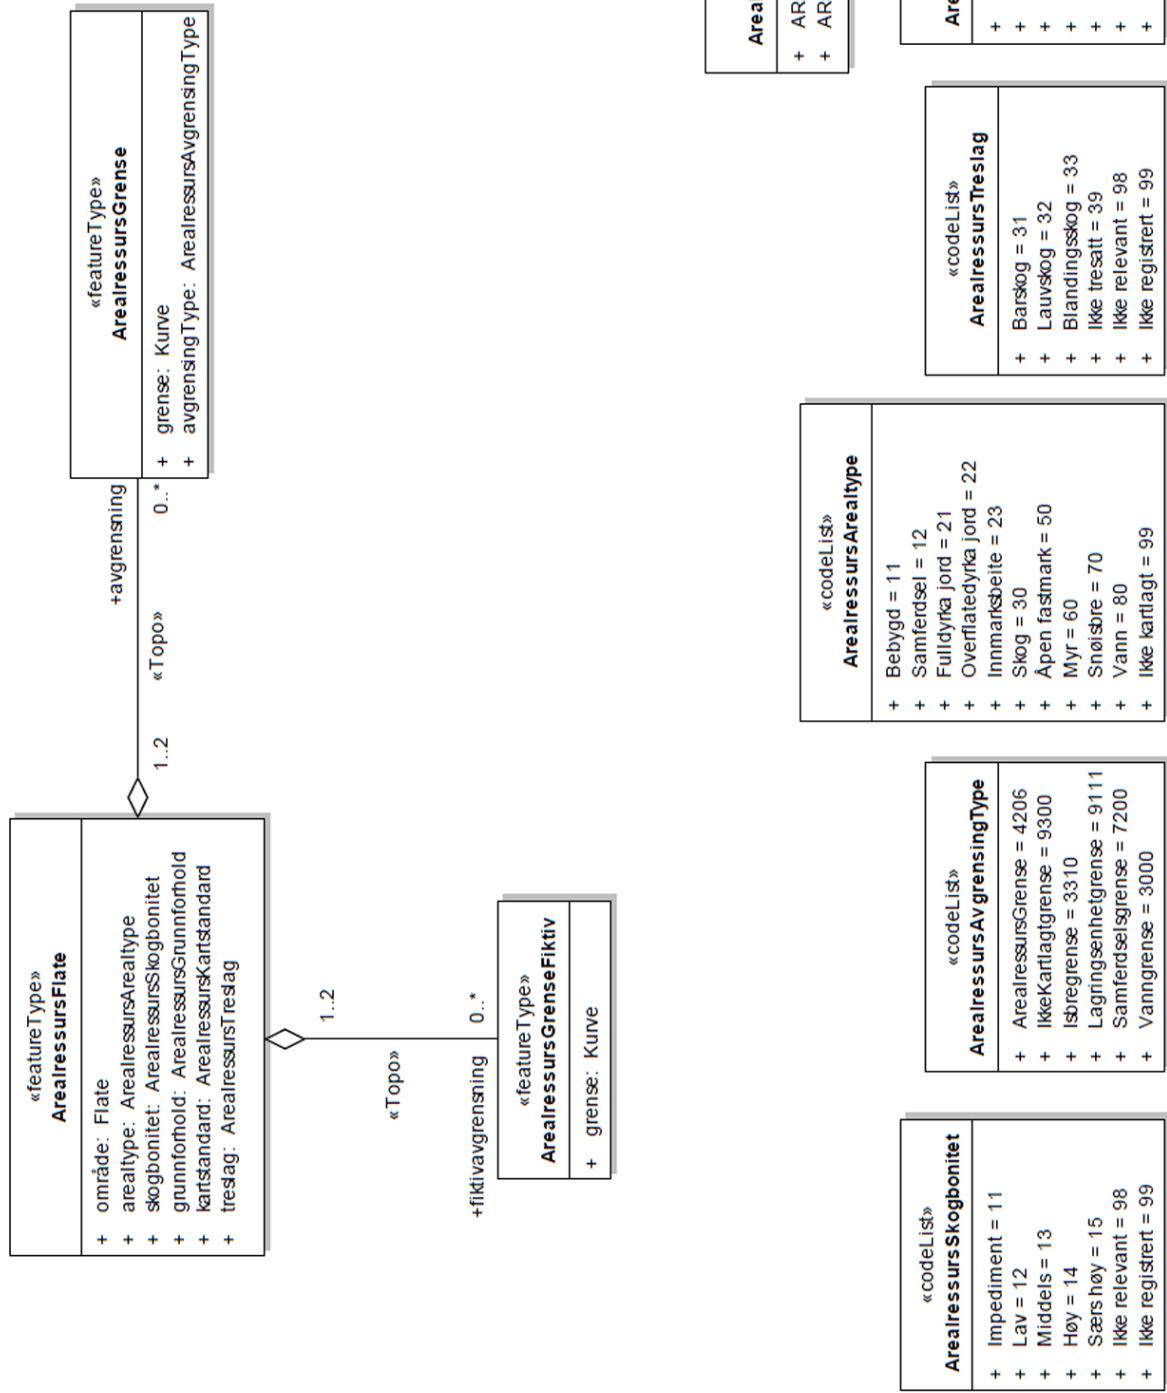 «featureType»
ArealressursFlate
+ område: Flate
+ arealtype: ArealressursArealtype
+ skogbonitet: ArealressursSkogbonitet
+ grunnforhold: ArealressursGrunnforhold
+ kartstandard: ArealressursKartstandard
+ treslag: ArealressursTreslag
1..2
«Topo»
+avgrensning
0..*
«featureType»
ArealressursGrense
+ grense: Kurve
+ avgrensingType: ArealressursAvgrensingType
1..2
«Topo»
+fiktivavgrensning
0..*
«featureType»
ArealressursGrenseFiktiv
+ grense: Kurve
«codeList»
ArealressursSkogbonitet
+ Impediment = 11
+ Lav = 12
+ Middels = 13
+ Høy = 14
+ Særs høy = 15
+ Ikke relevant = 98
+ Ikke registrert = 99
«codeList»
ArealressursAvgrensingType
+ ArealressursGrense = 4206
+ IkkeKartlagtgrense = 9300
+ Isbregrense = 3310
+ Lagringsenhetgrense = 9111
+ Samferdselsgrense = 7200
+ Vanngrense = 3000
«codeList»
ArealressursArealtype
+ Bebygd = 11
+ Samferdsel = 12
+ Fulldyrka jord = 21
+ Overflatedyrka jord = 22
+ Innmarksbeite = 23
+ Skog = 30
+ Åpen fastmark = 50
+ Myr = 60
+ Snøisbre = 70
+ Vann = 80
+ Ikke kartlagt = 99
«codeList»
ArealressursTreslag
+ Barskog = 31
+ Lauvskog = 32
+ Blandingsskog = 33
+ Ikke tresatt = 39
+ Ikke relevant = 98
+ Ikke registrert = 99
Area
+ AR
+ AR
Are
+
+
+
+
+
+
+